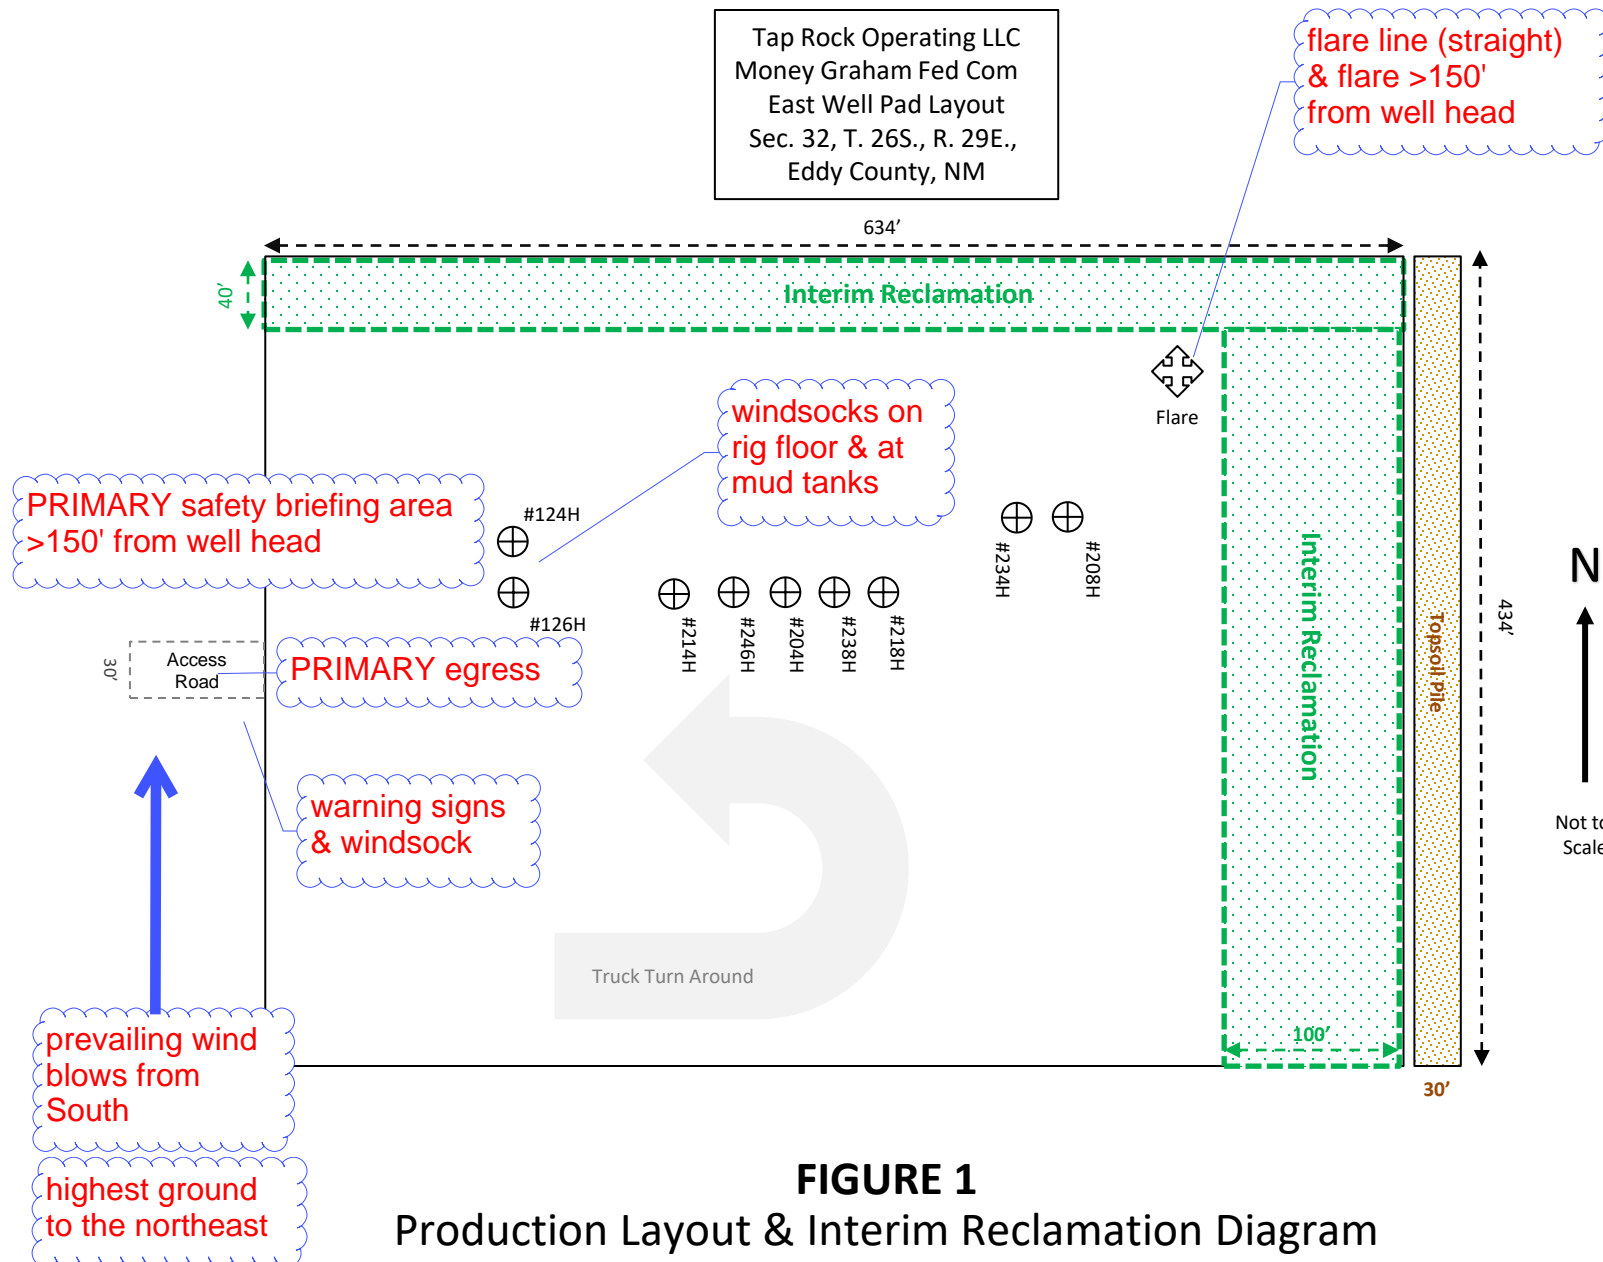 Tap Rock Operating LLC
Money Graham Fed Com
East Well Pad Layout
Sec. 32, T. 26S., R. 29E.,
Eddy County, NM
flare line (straight)
& flare >150'
from well head
634’
40’
Interim Reclamation
Flare
windsocks on
rig floor & at
mud tanks
PRIMARY safety briefing area
>150' from well head
#124H
#126H
#214H
#246H
#204H
#238H
#218H
#234H
#208H
Interim Reclamation
Topsoil Pile
434’
N
Not to
Scale
30’
Access
Road
PRIMARY egress
warning signs
& windsock
Truck Turn Around
100’
30’
prevailing wind
blows from
South
highest ground
to the northeast
FIGURE 1
Production Layout & Interim Reclamation Diagram